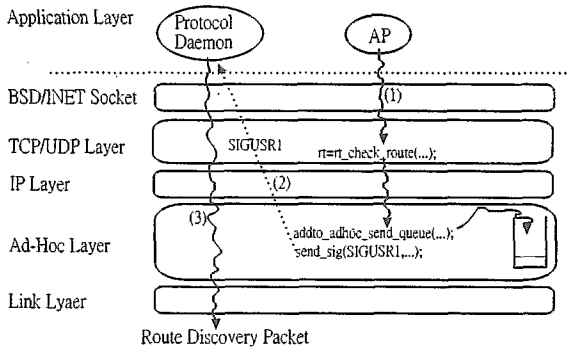 Application Layer
Protocol
Daemon
AP
BSD/INET Socket
(1)
TCP/UDP Layer
SIGUSR1
rt=rt_check_route(...);
IP Layer
(2)
(3)
addto_adhoc_send_queue(...);
Ad-Hoc Layer
send_sig(SIGUSR1,...);
Link Lyaer
Route Discovery Packet